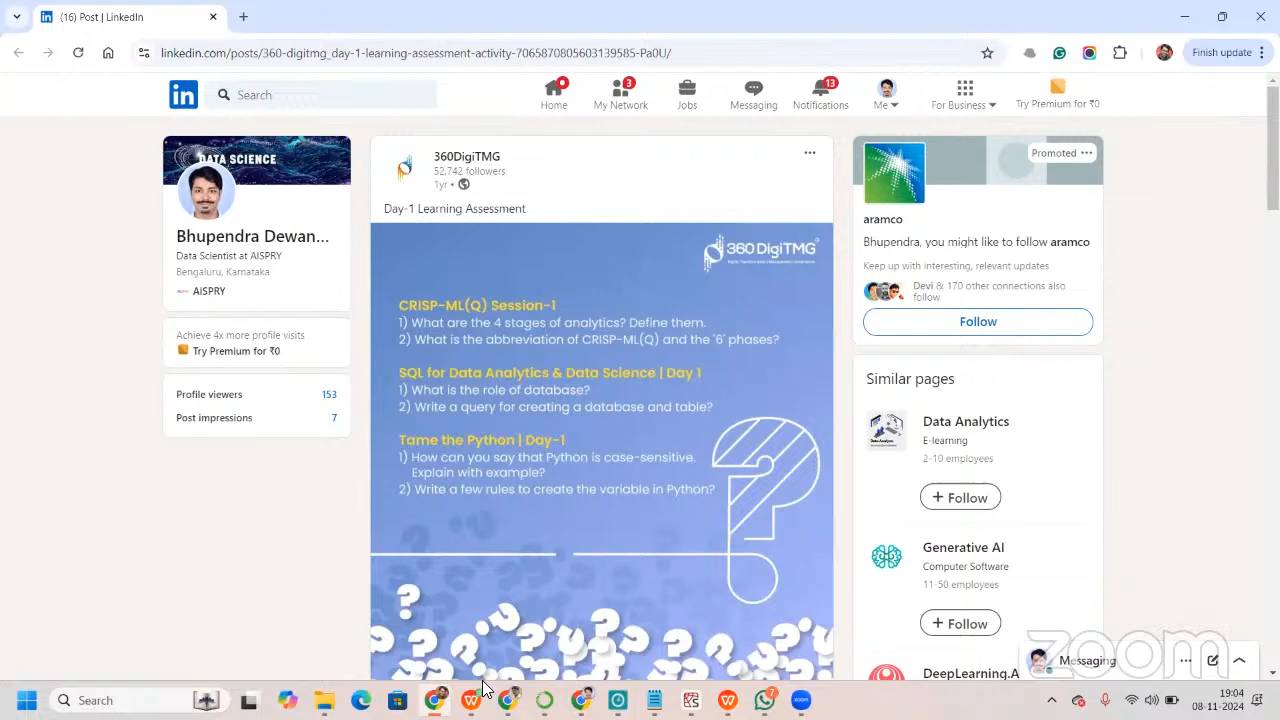 (16) Post | LinkedIn
linkedin.com/posts/360-digitmg_day-1-learning-assessment-activity-7065870805603139585-Pa0U/
Finish update
in
Search
Home
3
My Network
Jobs
Messaging
13
Notifications
Me
For Business
Try Premium for ₹0
DATA SCIENCE
Bhupendra Dewan...
Data Scientist at AISPRY
Bengaluru, Karnataka
AISPRY
Achieve 4x more profile visits
Try Premium for ₹0
Profile viewers 153
Post impressions 7
360DigiTMG
52,742 followers
1yr •
Day-1 Learning Assessment
360 DigiTMG
CRISP-ML(Q) Session-1
1) What are the 4 stages of analytics? Define them.
2) What is the abbreviation of CRISP-ML(Q) and the '6' phases?
SQL for Data Analytics & Data Science | Day 1
1) What is the role of database?
2) Write a query for creating a database and table?
Tame the Python | Day-1
1) How can you say that Python is case-sensitive.
Explain with example?
2) Write a few rules to create the variable in Python?
Promoted
aramco
Bhupendra, you might like to follow aramco
Keep up with interesting, relevant updates
Devi & 170 other connections also
follow
Follow
Similar pages
Data Analytics
E-learning
2-10 employees
+ Follow
Generative AI
Computer Software
11-50 employees
+ Follow
DeepLearning.A
Messaging
zoom
Search
7
zoom
19:04
08-11-2024